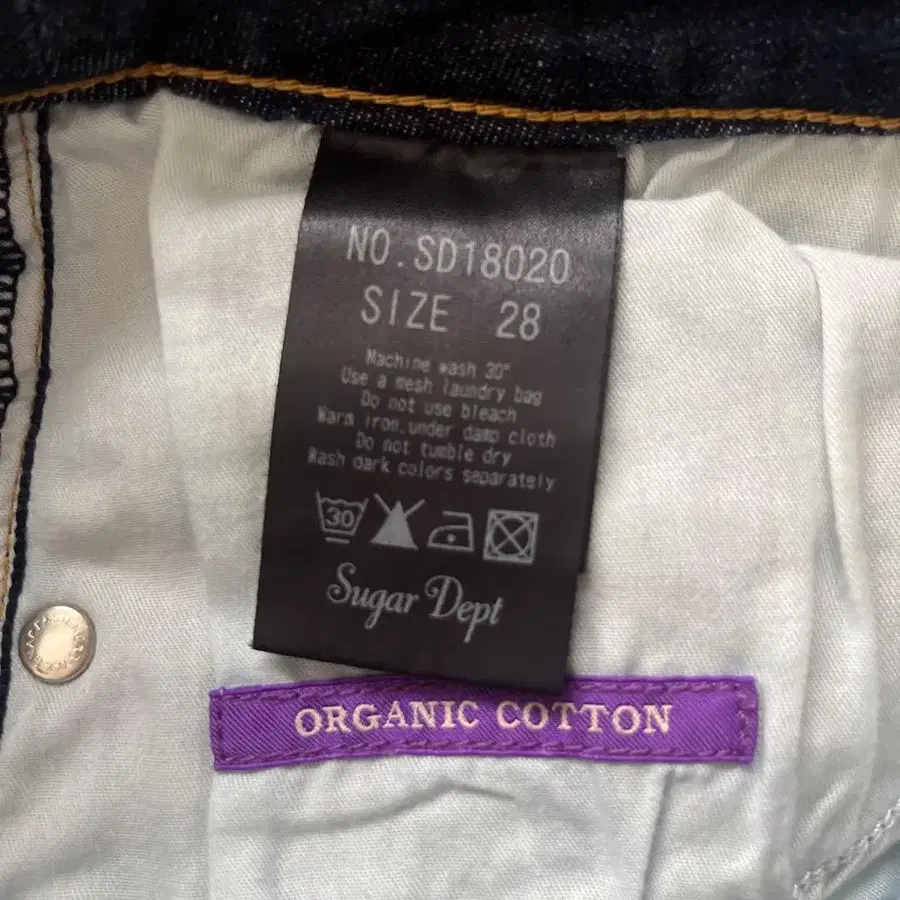 NO.SD18020
SIZE 28
Machine wash 30°
Use a mesh laundry bag
Do not use bleach
Warm iron.under damp cloth
Do not tumble dry
Wash dark colors separately
30
Sugar Dept
ORGANIC COTTON